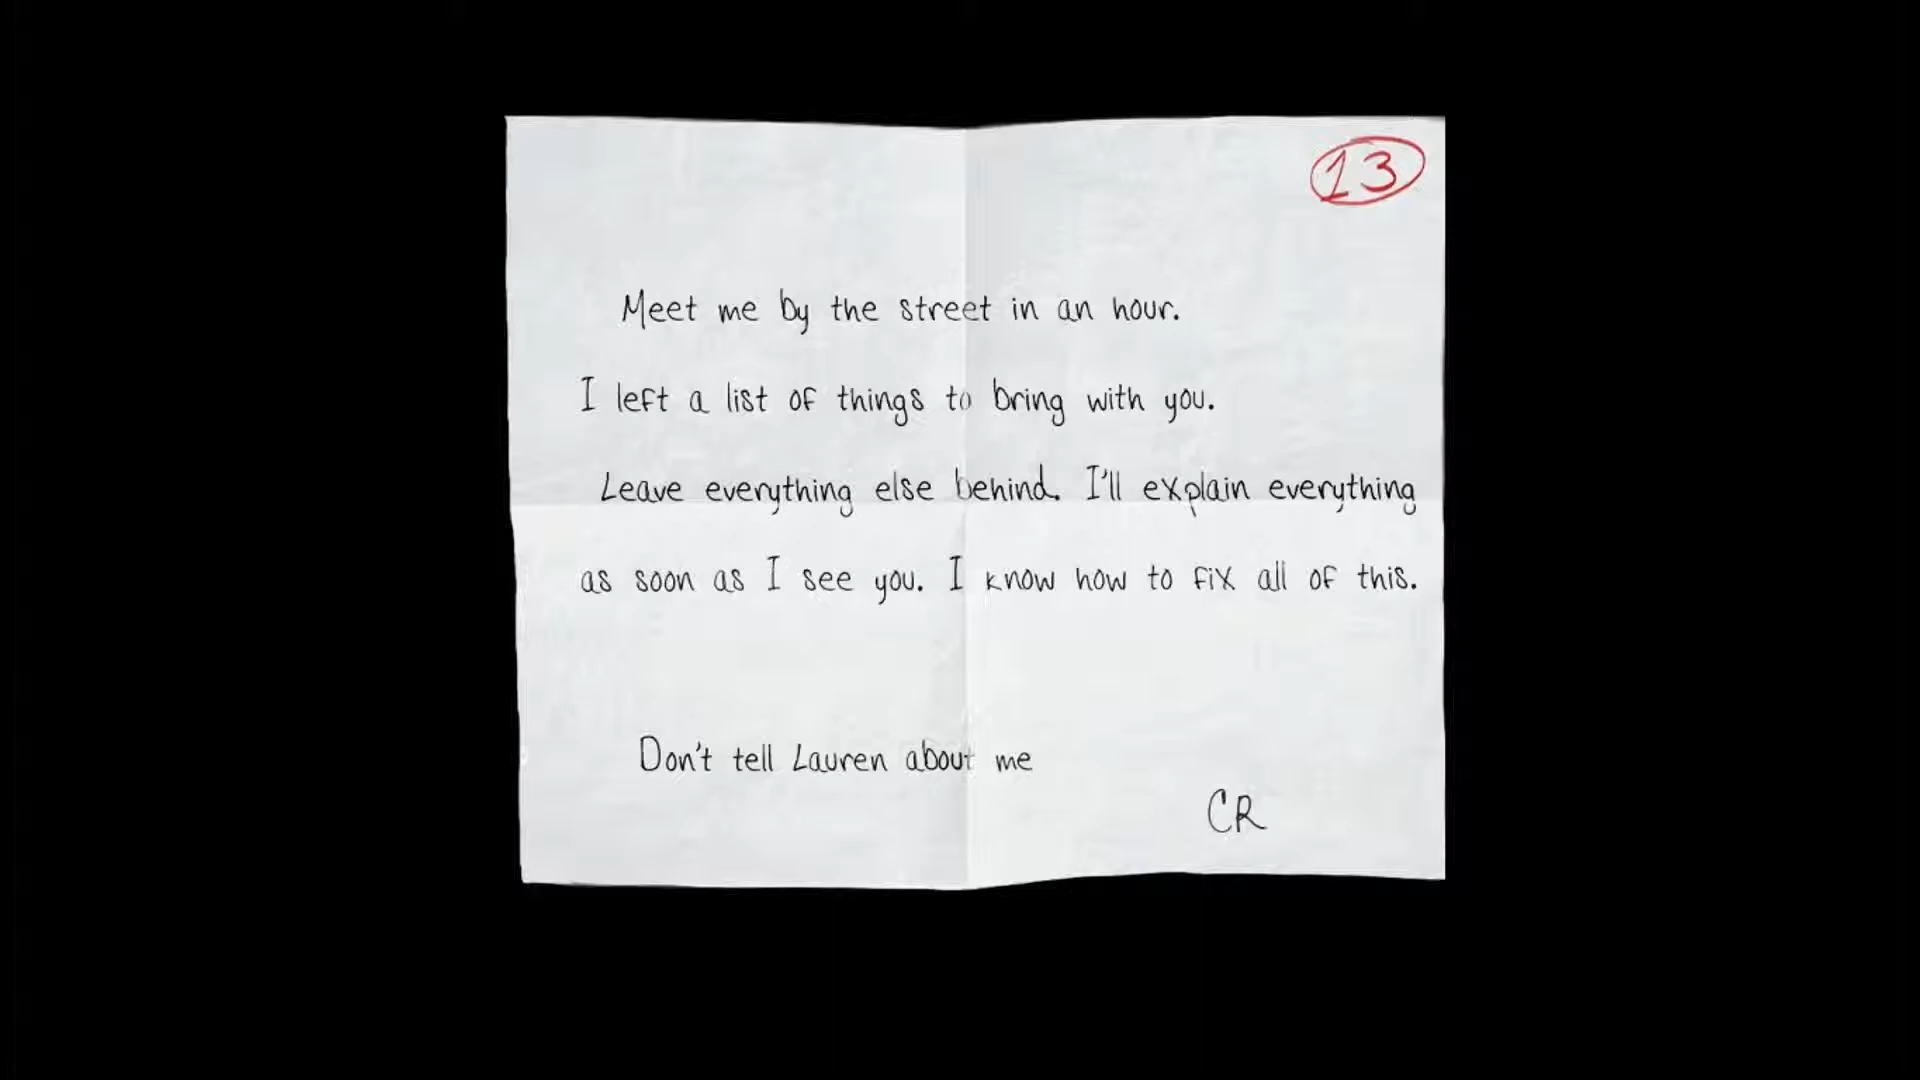 13
Meet me by the street in an hour.
I left a list of things to bring with you.
Leave everything else behind. I'll explain everything
as soon as I see you. I know how to fix all of this.
Don't tell Lauren about me
CR